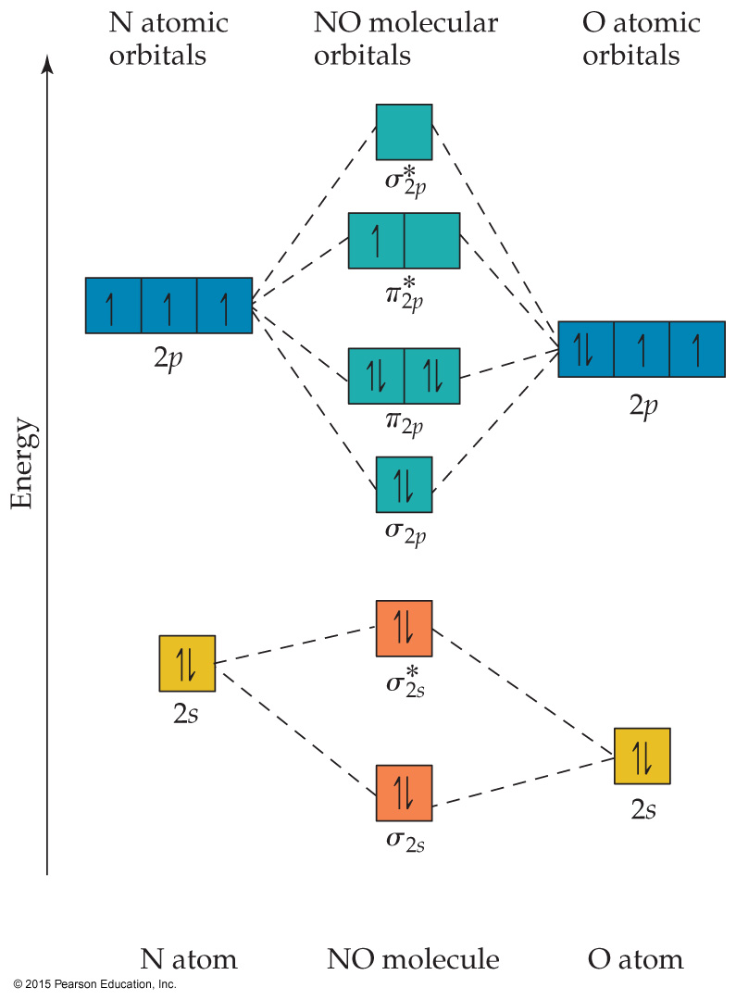 N atomic
orbitals
NO molecular
orbitals
O atomic
orbitals
σ*2p
π*2p
2p
2p
π2p
Energy
σ2p
σ*2s
2s
2s
σ2s
N atom
NO molecule
O atom
© 2015 Pearson Education, Inc.